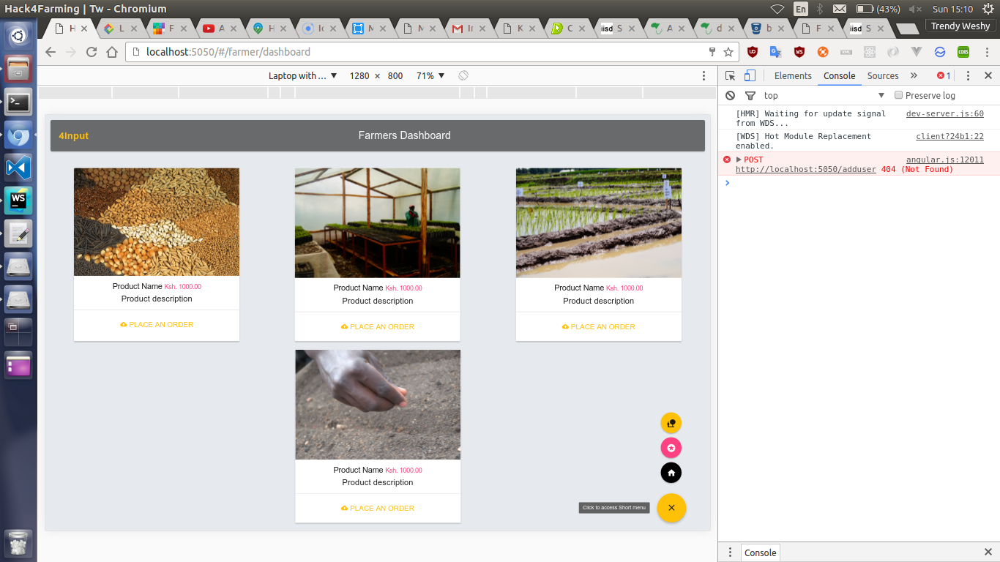 Hack4Farming | Tw - Chromium
En
(43%)
Sun 15:10
H
L
F
A
H
Ic
M
M
In
K
C
iisd S
A
d
b
F
iisd S
Trendy Weshy
localhost:5050/#/farmer/dashboard
Laptop with ...
1280 × 800
71%
Elements
Console
Sources
1
top
Preserve log
[HMR] Waiting for update signal
from WDS...
dev-server.js:60
[WDS] Hot Module Replacement
enabled.
client?24b1:22
POST
angular.js:12011
http://localhost:5050/adduser 404 (Not Found)
4Input
Farmers Dashboard
Product Name Ksh. 1000.00
Product description
PLACE AN ORDER
Product Name Ksh. 1000.00
Product description
PLACE AN ORDER
Product Name Ksh. 1000.00
Product description
PLACE AN ORDER
Product Name Ksh. 1000.00
Product description
PLACE AN ORDER
Click to access Short menu
WS
Console